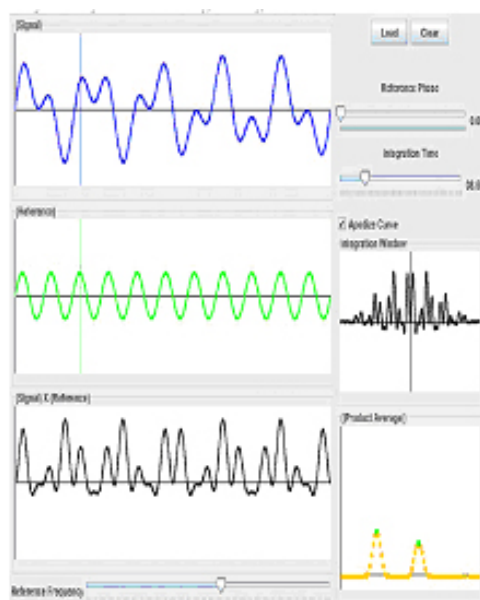 (Signal)
Load
Clear
Reference Phase
Integration Time
(Reference)
Apodize Curve
Integration Window
(Signal) X (Reference)
(Product Average)
Reference Frequency